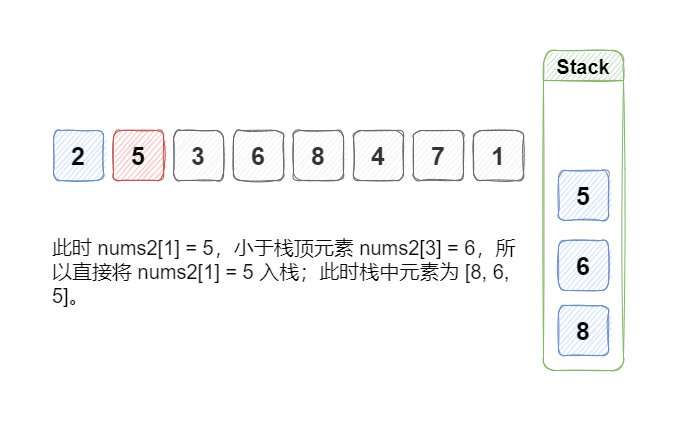 Stack
2 5 3 6 8 4 7 1
5
6
8
此时 nums2[1] = 5，小于栈顶元素 nums2[3] = 6，所
以直接将 nums2[1] = 5 入栈；此时栈中元素为 [8, 6,
5]。